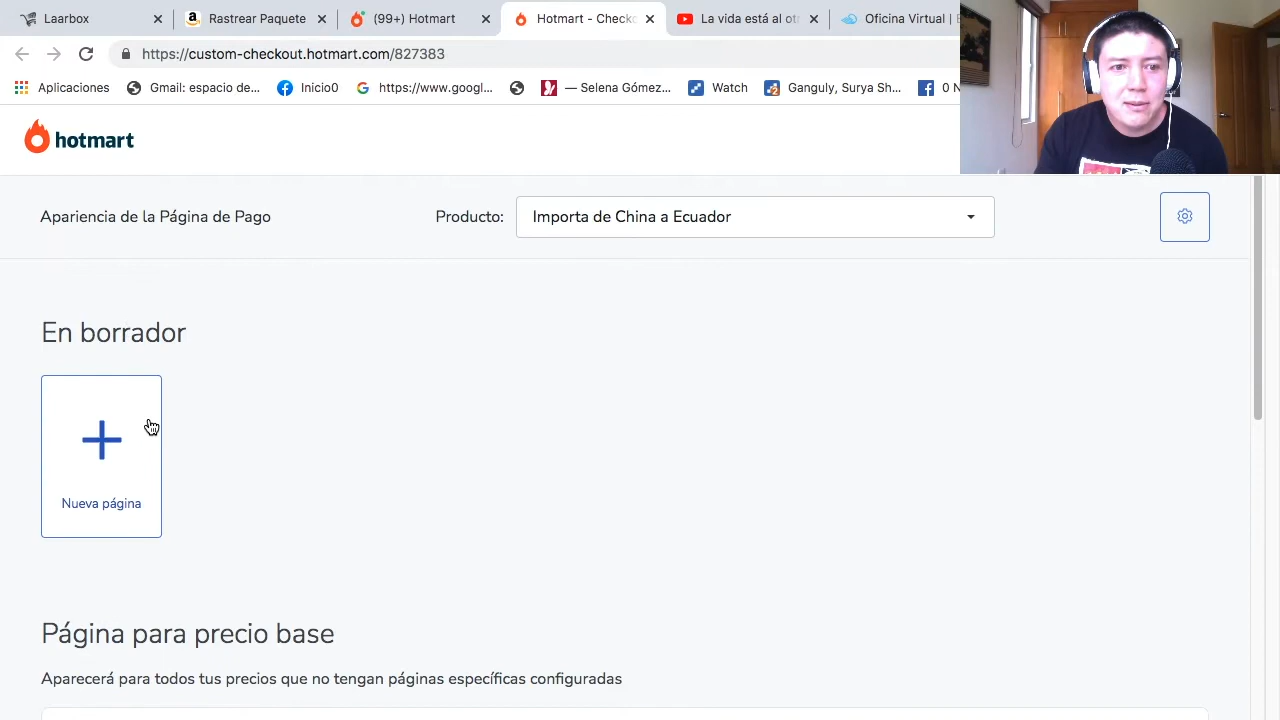 Laarbox
Rastrear Paquete
(99+) Hotmart
Hotmart - Checko
La vida está al ot
Oficina Virtual |
https://custom-checkout.hotmart.com/827383
Aplicaciones
Gmail: espacio de...
Inicio0
https://www.gogl...
— Selena Gómez...
Watch
Ganguly, Surya Sh...
0 N
hotmart
Apariencia de la Página de Pago
Producto:
Importa de China a Ecuador
En borrador
Nueva página
Página para precio base
Aparecerá para todos tus precios que no tengan páginas específicas configuradas